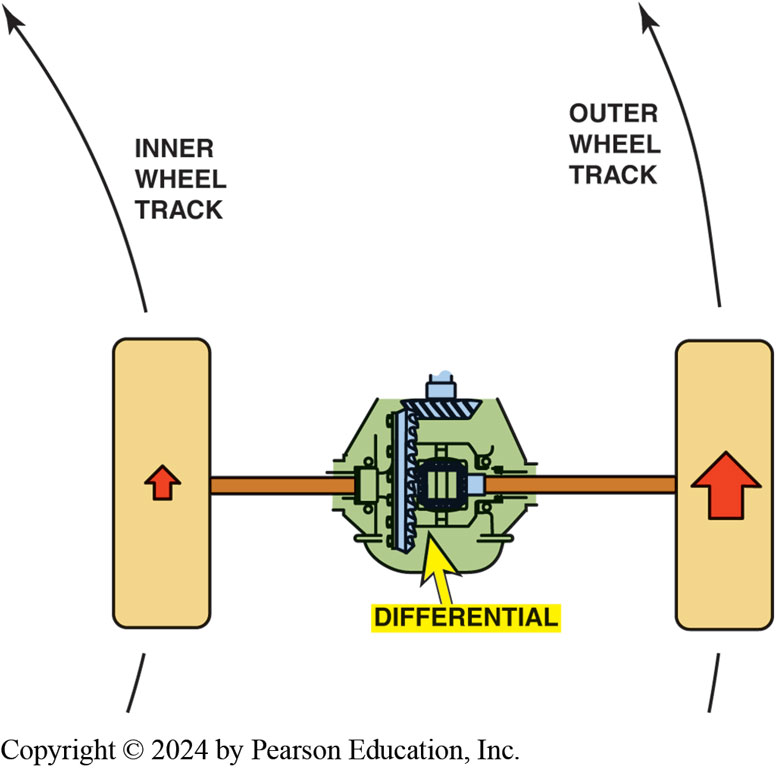 INNER
WHEEL
TRACK
OUTER
WHEEL
TRACK
DIFFERENTIAL
Copyright © 2024 by Pearson Education, Inc.